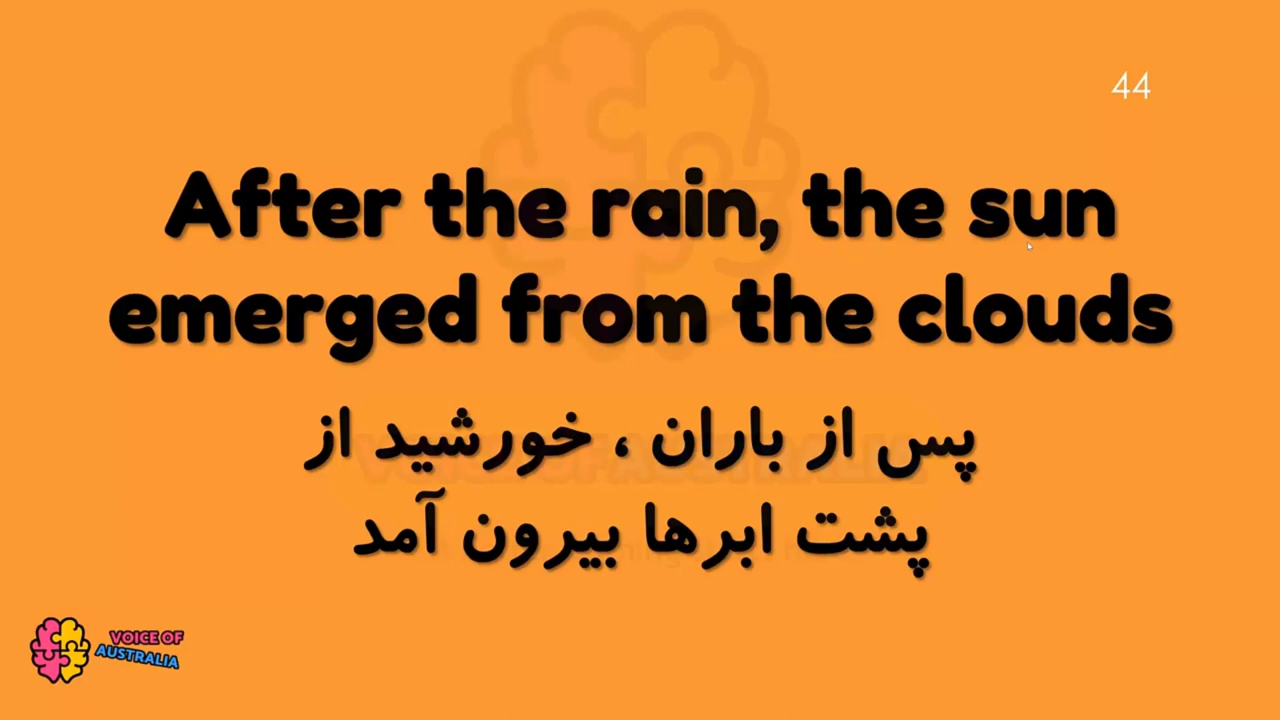 44
After the rain, the sun
emerged from the clouds
پس از باران ، خورشید از
پشت ابرها بیرون آمد
VOICE OF
AUSTRALIA